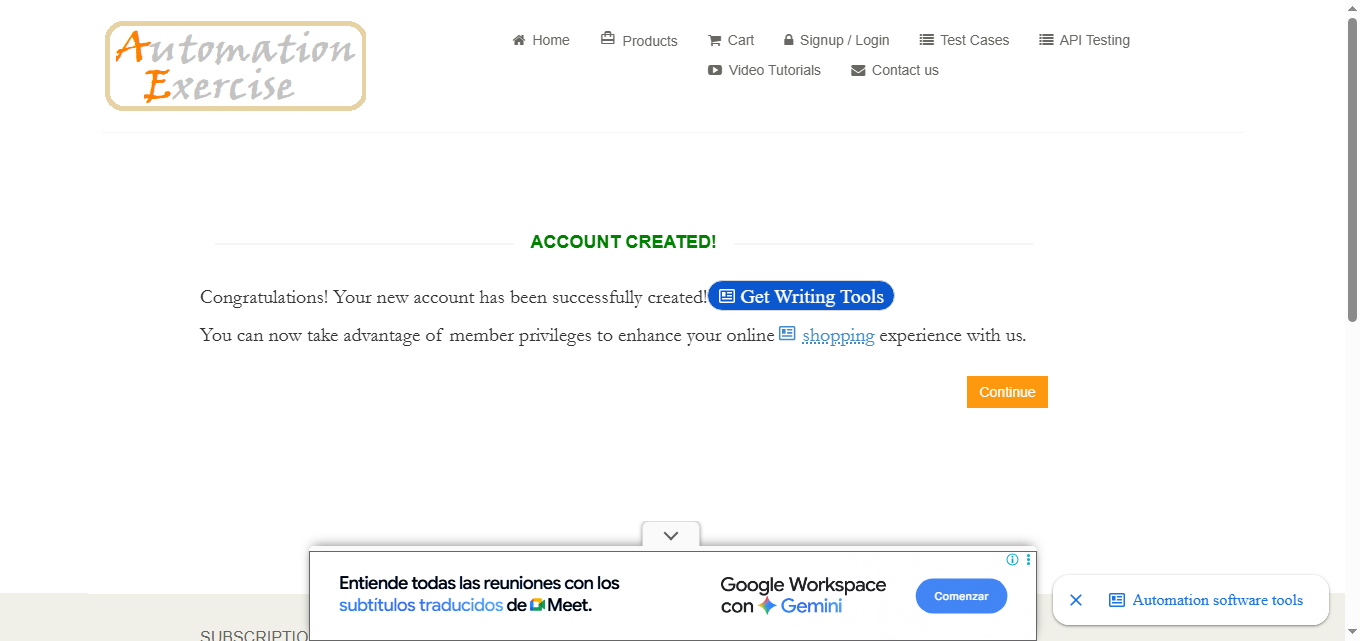 Automation
Exercise
Home Products Cart Signup / Login Test Cases API Testing
Video Tutorials Contact us
ACCOUNT CREATED!
Congratulations! Your new account has been successfully created! Get Writing Tools
You can now take advantage of member privileges to enhance your online shopping experience with us.
Continue
Entiende todas las reuniones con los
subtítulos traducidos de Meet.
Google Workspace
con Gemini
Comenzar
Automation software tools